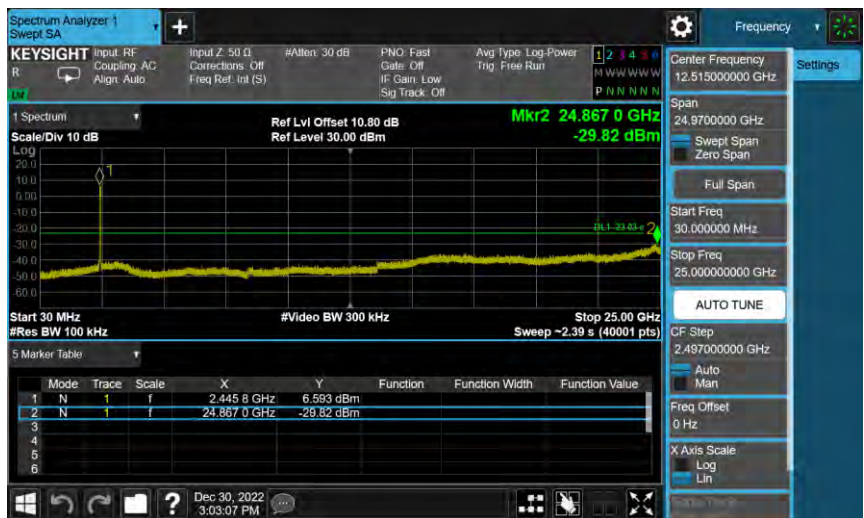 Spectrum Analyzer 1
Swept SA
+
Frequency
KEYSIGHT
R
Input: RF
Coupling: AC
Align: Auto
Input Z: 50 Ω
Corrections: Off
Freq Ref: Int (S)
#Atten: 30 dB
PNO: Fast
Gate: Off
IF Gain: Low
Sig Track: Off
Avg Type: Log-Power
Trig: Free Run
1 2 3 4 5 6
M W W W W W
P N N N N N
1 Spectrum
Scale/Div 10 dB
Ref Lvl Offset 10.80 dB
Ref Level 30.00 dBm
Mkr2 24.867 0 GHz
-29.82 dBm
Log
20.0
10.0
0.00
-10.0
-20.0
-30.0
-40.0
-50.0
-60.0
1
2
Start 30 MHz
#Res BW 100 kHz
#Video BW 300 kHz
Stop 25.00 GHz
Sweep ~2.39 s (40001 pts)
5 Marker Table
Mode Trace Scale X Y Function Function Width Function Value
1 N 1 f 2.445 8 GHz 6.593 dBm
2 N 1 f 24.867 0 GHz -29.82 dBm
3
4
5
6
?
Dec 30, 2022
3:03:07 PM
Center Frequency
12.515000000 GHz
Span
24.9700000 GHz
Swept Span
Zero Span
Full Span
Start Freq
30.000000 MHz
Stop Freq
25.000000000 GHz
AUTO TUNE
CF Step
2.497000000 GHz
Auto
Man
Freq Offset
0 Hz
X Axis Scale
Log
Lin
Settings